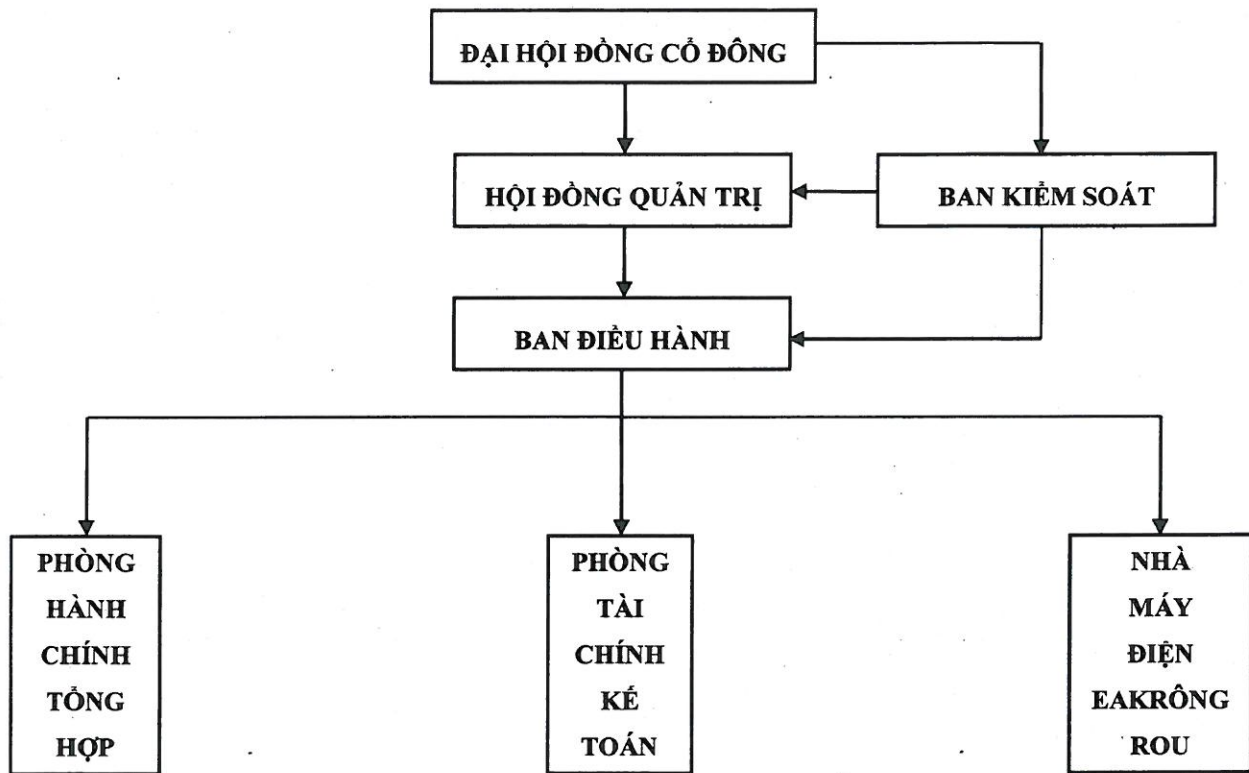 ĐẠI HỘI ĐỒNG CỔ ĐÔNG
HỘI ĐỒNG QUẢN TRỊ
BAN KIỂM SOÁT
BAN ĐIỀU HÀNH
PHÒNG
HÀNH
CHÍNH
TỔNG
HỢP
PHÒNG
TÀI
CHÍNH
KẾ
TOÁN
NHÀ
MÁY
ĐIỆN
EAKRÔNG
ROU